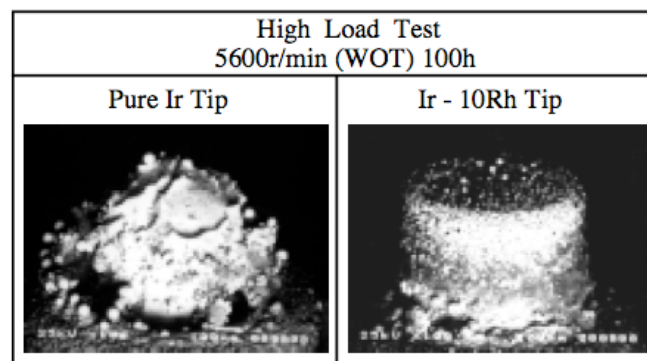 High Load Test
5600r/min (WOT) 100h
Pure Ir Tip
Ir - 10Rh Tip